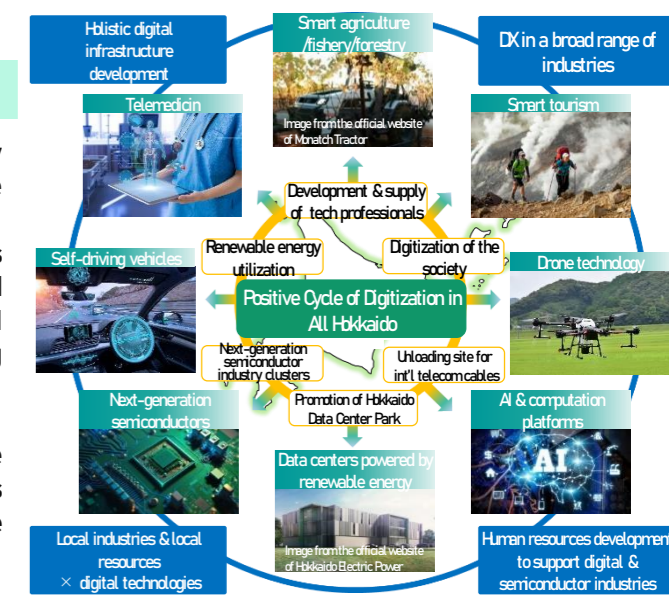 Holistic digital
infrastructure
development
Smart agriculture
/fishery/forestry
Image from the official website
of Monatch Tractor
DX in a broad range of
industries
Telemedicin
Smart tourism
Development & supply
of tech professionals
Renewable energy
utilization
Digitization of the
society
Self-driving vehicles
Drone technology
Positive Cycle of Digitization in
All Hokkaido
Next-generation
semiconductor
industry clusters
Unloading site for
int'l telecom cables
Promotion of Hokkaido
Data Center Park
Next-generation
semiconductors
AI & computation
platforms
AI
Data centers powered by
renewable energy
Image from the official website
of Hokkaido Electric Power
Local industries & local
resources
× digital technologies
Human resources development
to support digital &
semiconductor industries